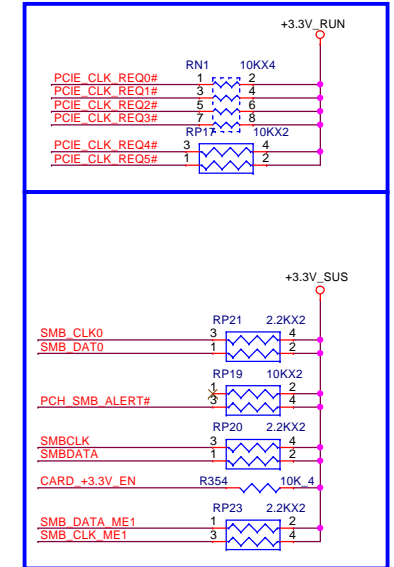 +3.3V_RUN
RN1 10KX4
PCIE_CLK_REQ0# 1 2
PCIE_CLK_REQ1# 3 4
PCIE_CLK_REQ2# 5 6
PCIE_CLK_REQ3# 7 8
RP17 10KX2
PCIE_CLK_REQ4# 3 4
PCIE_CLK_REQ5# 1 2
+3.3V_SUS
RP21 2.2KX2
SMB_CLK0 3 4
SMB_DAT0 1 2
RP19 10KX2
1 2
PCH_SMB_ALERT# 3 4
RP20 2.2KX2
SMBCLK 3 4
SMBDATA 1 2
CARD_+3.3V_EN R354 10K_4
RP23 2.2KX2
SMB_DATA_ME1 1 2
SMB_CLK_ME1 3 4